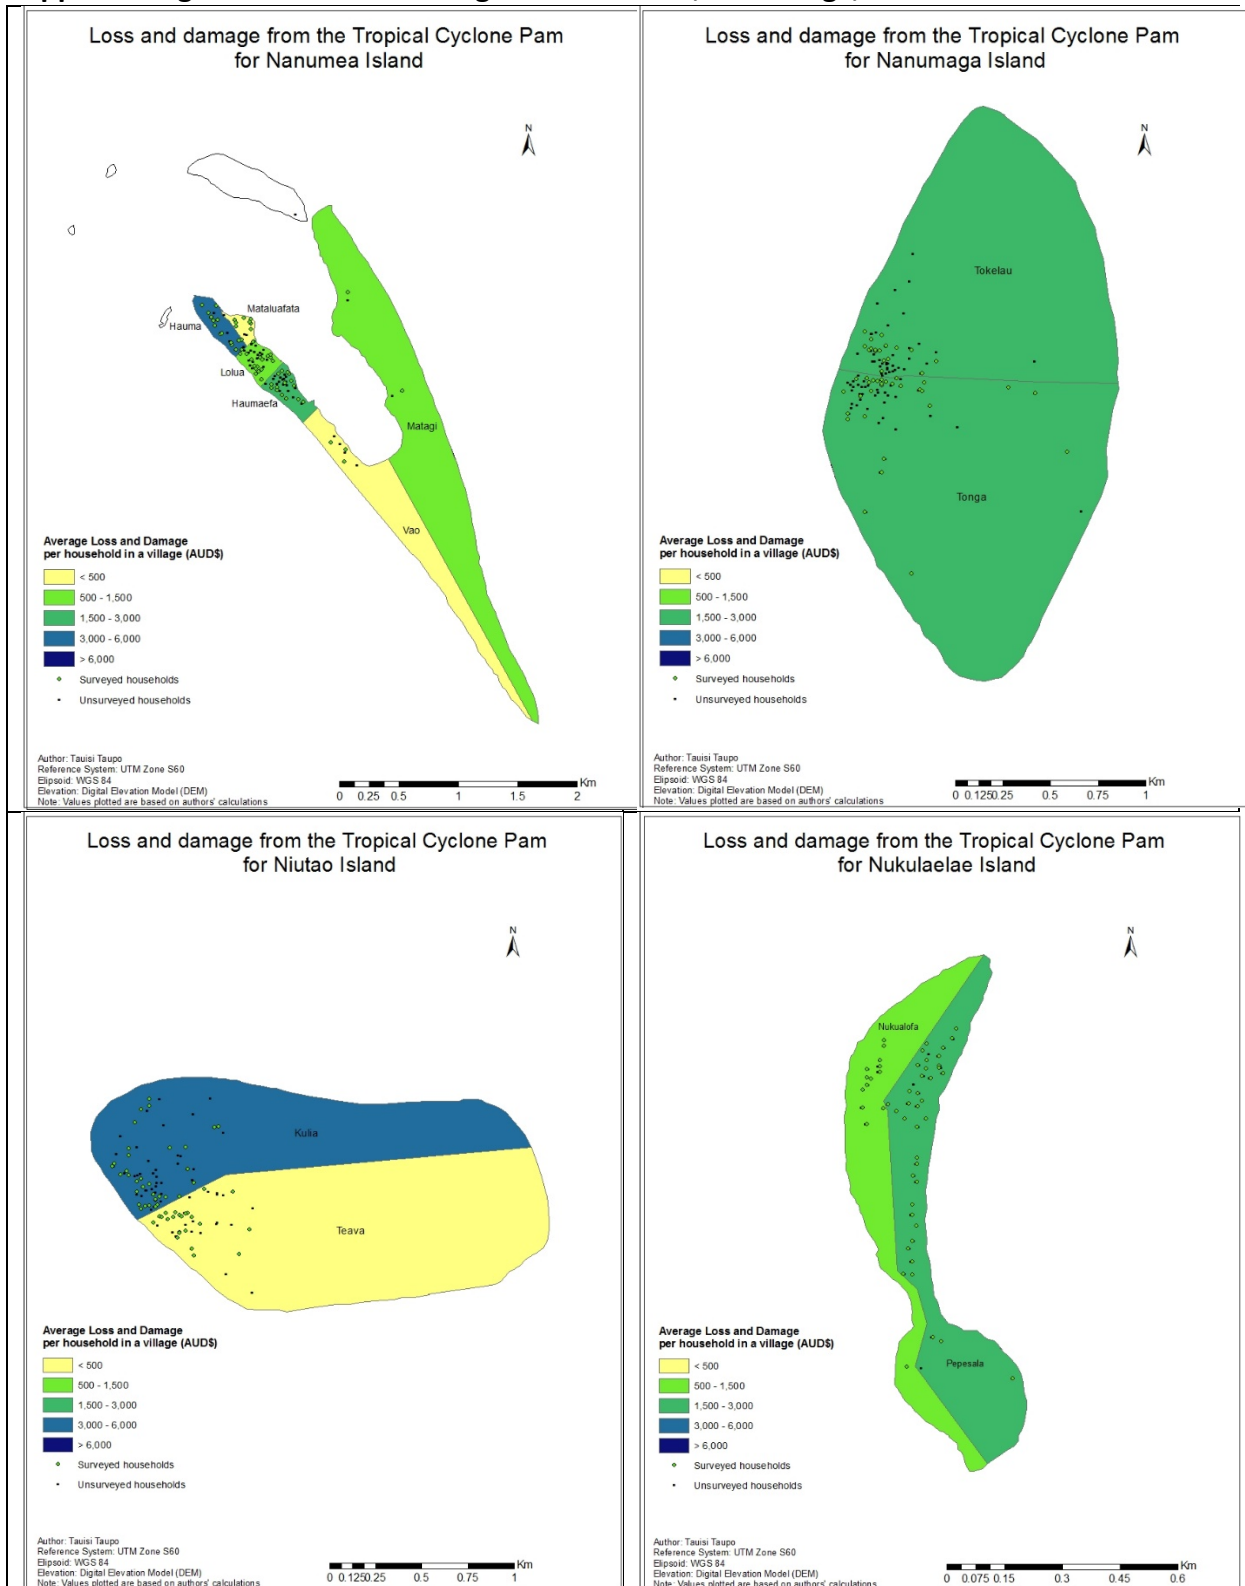 Loss and damage from the Tropical Cyclone Pam
for Nanumea Island
N
Hauma
Mataluafata
Lolua
Haumaefa
Matagi
Vao
Average Loss and Damage
per household in a village (AUD$)
< 500
500 - 1,500
1,500 - 3,000
3,000 - 6,000
> 6,000
Surveyed households
Unsurveyed households
Author: Tauisi Taupo
Reference System: UTM Zone S60
Elipsoid: WGS 84
Elevation: Digital Elevation Model (DEM)
Note: Values plotted are based on authors' calculations
Km
0 0.25 0.5 1 1.5 2
Loss and damage from the Tropical Cyclone Pam
for Nanumaga Island
N
Tokelau
Tonga
Average Loss and Damage
per household in a village (AUD$)
< 500
500 - 1,500
1,500 - 3,000
3,000 - 6,000
> 6,000
Surveyed households
Unsurveyed households
Author: Tauisi Taupo
Reference System: UTM Zone S60
Elipsoid: WGS 84
Elevation: Digital Elevation Model (DEM)
Note: Values plotted are based on authors' calculations
Km
0 0.125 0.25 0.5 0.75 1
Loss and damage from the Tropical Cyclone Pam
for Niutao Island
N
Kulia
Teava
Average Loss and Damage
per household in a village (AUD$)
< 500
500 - 1,500
1,500 - 3,000
3,000 - 6,000
> 6,000
Surveyed households
Unsurveyed households
Author: Tauisi Taupo
Reference System: UTM Zone S60
Elipsoid: WGS 84
Elevation: Digital Elevation Model (DEM)
Note: Values plotted are based on authors' calculations
Km
0 0.125 0.25 0.5 0.75 1
Loss and damage from the Tropical Cyclone Pam
for Nukulaelae Island
N
Nukualofa
Pepesala
Average Loss and Damage
per household in a village (AUD$)
< 500
500 - 1,500
1,500 - 3,000
3,000 - 6,000
> 6,000
Surveyed households
Unsurveyed households
Author: Tauisi Taupo
Reference System: UTM Zone S60
Elipsoid: WGS 84
Elevation: Digital Elevation Model (DEM)
Note: Values plotted are based on authors' calculations
Km
0 0.075 0.15 0.3 0.45 0.6